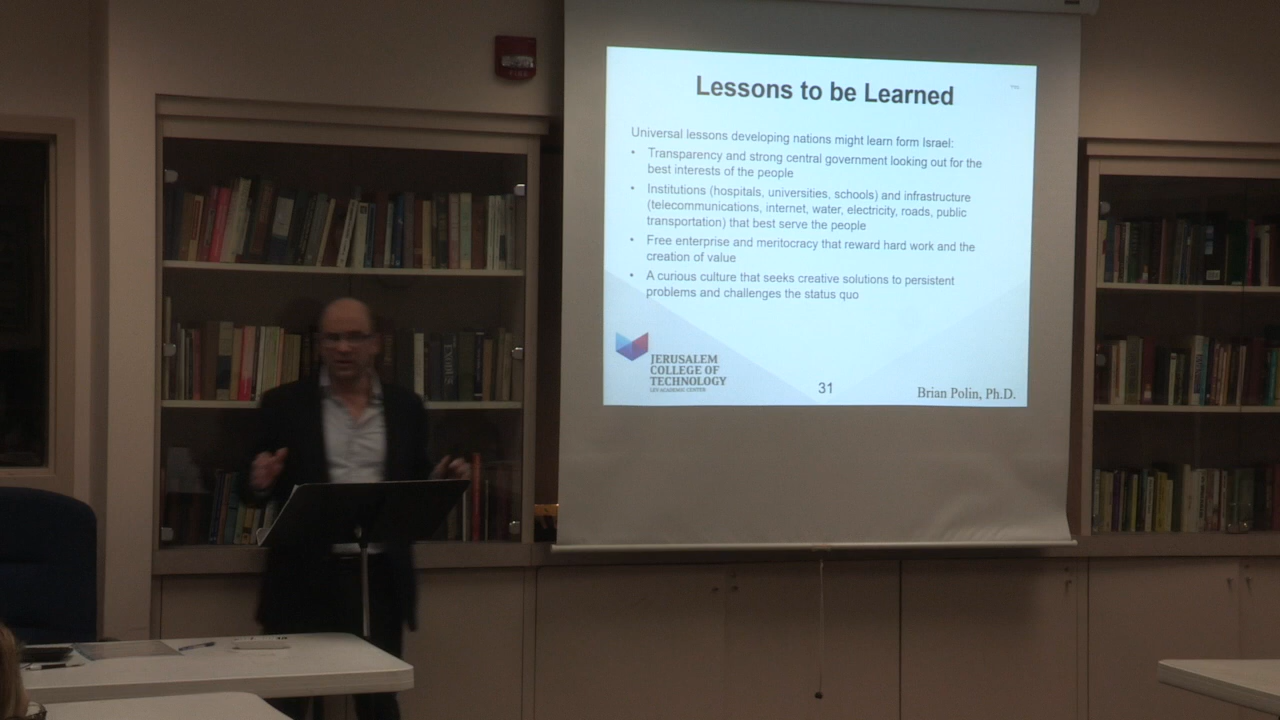 Lessons to be Learned
Universal lessons developing nations might learn form Israel:
• Transparency and strong central government looking out for the
best interests of the people
• Institutions (hospitals, universities, schools) and infrastructure
(telecommunications, internet, water, electricity, roads, public
transportation) that best serve the people
• Free enterprise and meritocracy that reward hard work and the
creation of value
• A curious culture that seeks creative solutions to persistent
problems and challenges the status quo
JERUSALEM
COLLEGE OF
TECHNOLOGY
LEV ACADEMIC CENTER
31
Brian Polin, Ph.D.